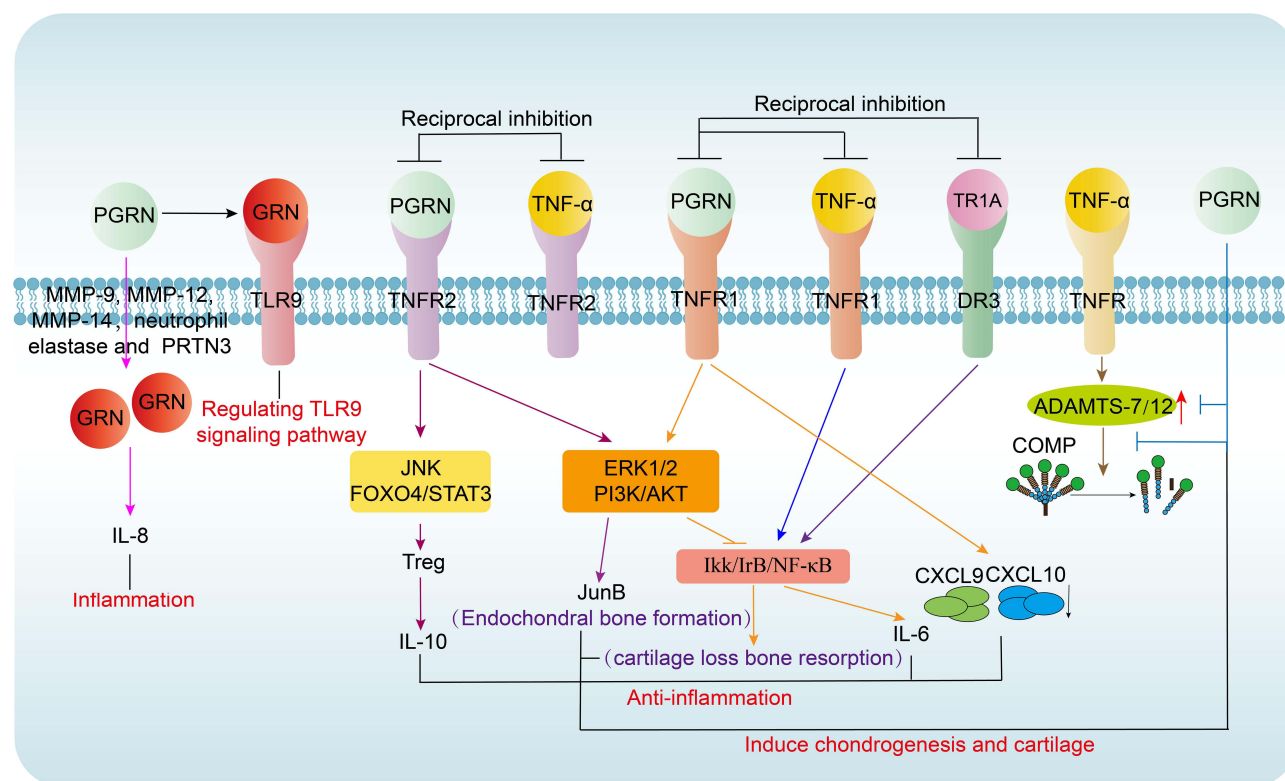 Reciprocal inhibition
Reciprocal inhibition
PGRN
GRN
PGRN
TNF-α
PGRN
TNF-α
TR1A
TNF-α
PGRN
MMP-9, MMP-12,
MMP-14, neutrophil
elastase and PRTN3
TLR9
TNFR2
TNFR2
TNFR1
TNFR1
DR3
TNFR
GRN
GRN
Regulating TLR9
signaling pathway
ADAMTS-7/12
COMP
JNK
FOXO4/STAT3
ERK1/2
PI3K/AKT
IL-8
Treg
Ikk/IrB/NF-κB
CXCL9
CXCL10
Inflammation
JunB
(Endochondral bone formation)
IL-10
IL-6
(cartilage loss bone resorption)
Anti-inflammation
Induce chondrogenesis and cartilage